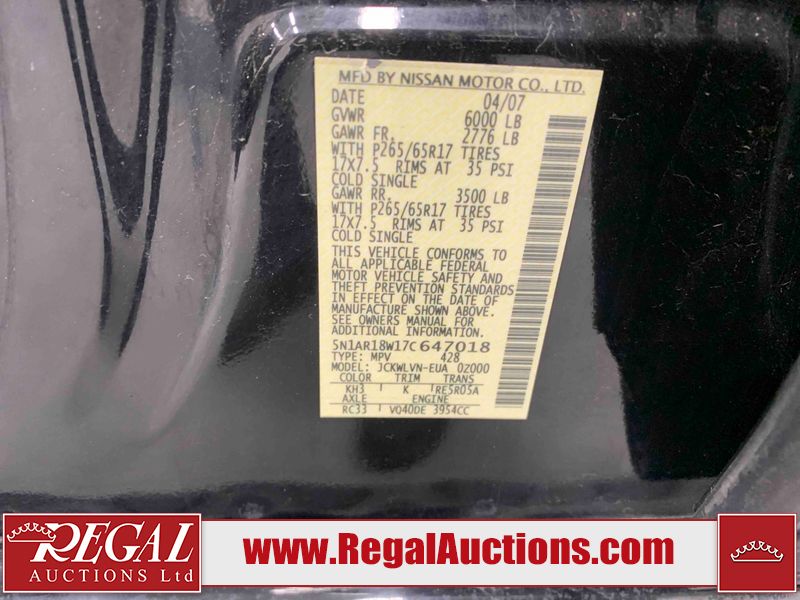 MFD BY NISSAN MOTOR CO., LTD.
DATE 04/07
GVWR 6000 LB
GAWR FR. 2776 LB
WITH P265/65R17 TIRES
17X7.5 RIMS AT 35 PSI
COLD SINGLE
GAWR RR. 3500 LB
WITH P265/65R17 TIRES
17X7.5 RIMS AT 35 PSI
COLD SINGLE
THIS VEHICLE CONFORMS TO
ALL APPLICABLE FEDERAL
MOTOR VEHICLE SAFETY AND
THEFT PREVENTION STANDARDS
IN EFFECT ON THE DATE OF
MANUFACTURE SHOWN ABOVE.
SEE OWNER'S MANUAL FOR
ADDITIONAL INFORMATION.
5N1AR18W17C647018
TYPE: MPV 428
MODEL: JCKWLVN-EUA 0Z000
COLOR TRIM TRANS
KH3 K RE5R05A
AXLE ENGINE
RC33 VQ40DE 3954CC
REGAL
AUCTIONS Ltd
www.RegalAuctions.com